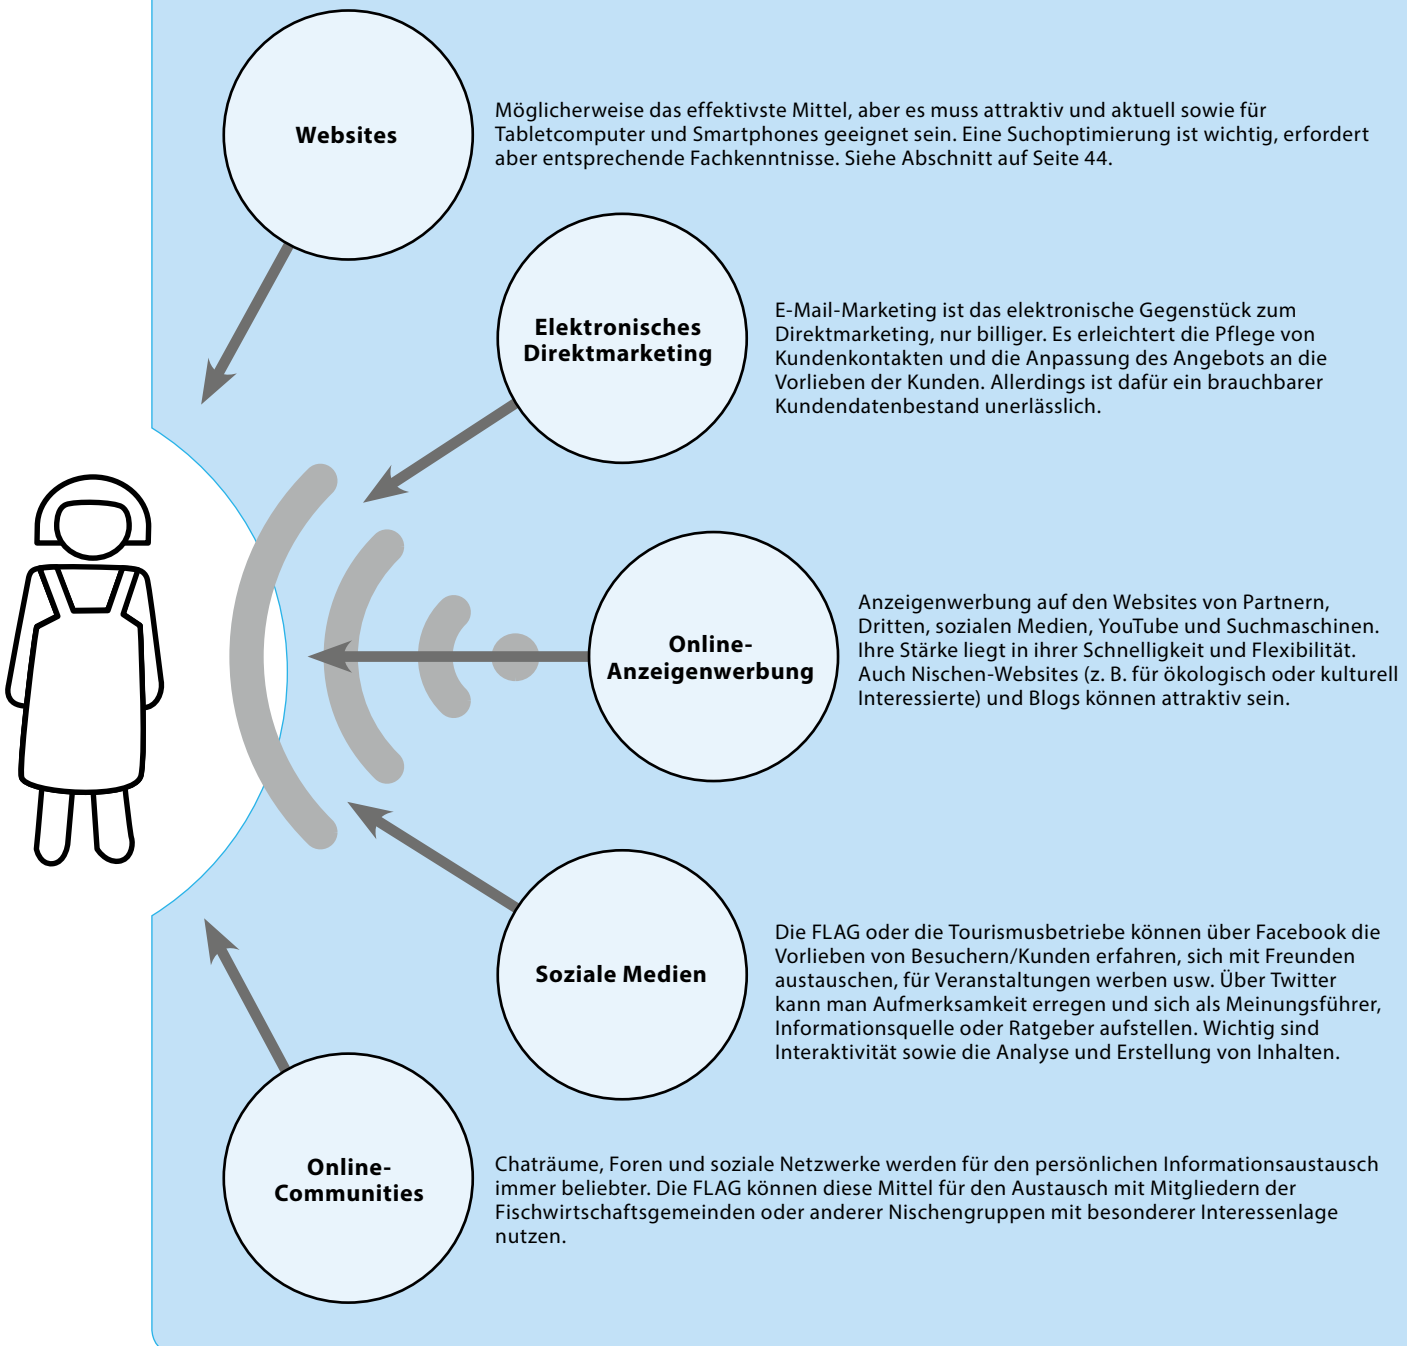 Websites
Möglicherweise das effektivste Mittel, aber es muss attraktiv und aktuell sowie für
Tabletcomputer und Smartphones geeignet sein. Eine Suchoptimierung ist wichtig, erfordert
aber entsprechende Fachkenntnisse. Siehe Abschnitt auf Seite 44.
Elektronisches
Direktmarketing
E-Mail-Marketing ist das elektronische Gegenstück zum
Direktmarketing, nur billiger. Es erleichtert die Pflege von
Kundenkontakten und die Anpassung des Angebots an die
Vorlieben der Kunden. Allerdings ist dafür ein brauchbarer
Kundendatenbestand unerlässlich.
Online-
Anzeigenwerbung
Anzeigenwerbung auf den Websites von Partnern,
Dritten, sozialen Medien, YouTube und Suchmaschinen.
Ihre Stärke liegt in ihrer Schnelligkeit und Flexibilität.
Auch Nischen-Websites (z. B. für ökologisch oder kulturell
Interessierte) und Blogs können attraktiv sein.
Soziale Medien
Die FLAG oder die Tourismusbetriebe können über Facebook die
Vorlieben von Besuchern/Kunden erfahren, sich mit Freunden
austauschen, für Veranstaltungen werben usw. Über Twitter
kann man Aufmerksamkeit erregen und sich als Meinungsführer,
Informationsquelle oder Ratgeber aufstellen. Wichtig sind
Interaktivität sowie die Analyse und Erstellung von Inhalten.
Online-
Communities
Chaträume, Foren und soziale Netzwerke werden für den persönlichen Informationsaustausch
immer beliebter. Die FLAG können diese Mittel für den Austausch mit Mitgliedern der
Fischwirtschaftsgemeinden oder anderer Nischengruppen mit besonderer Interessenlage
nutzen.